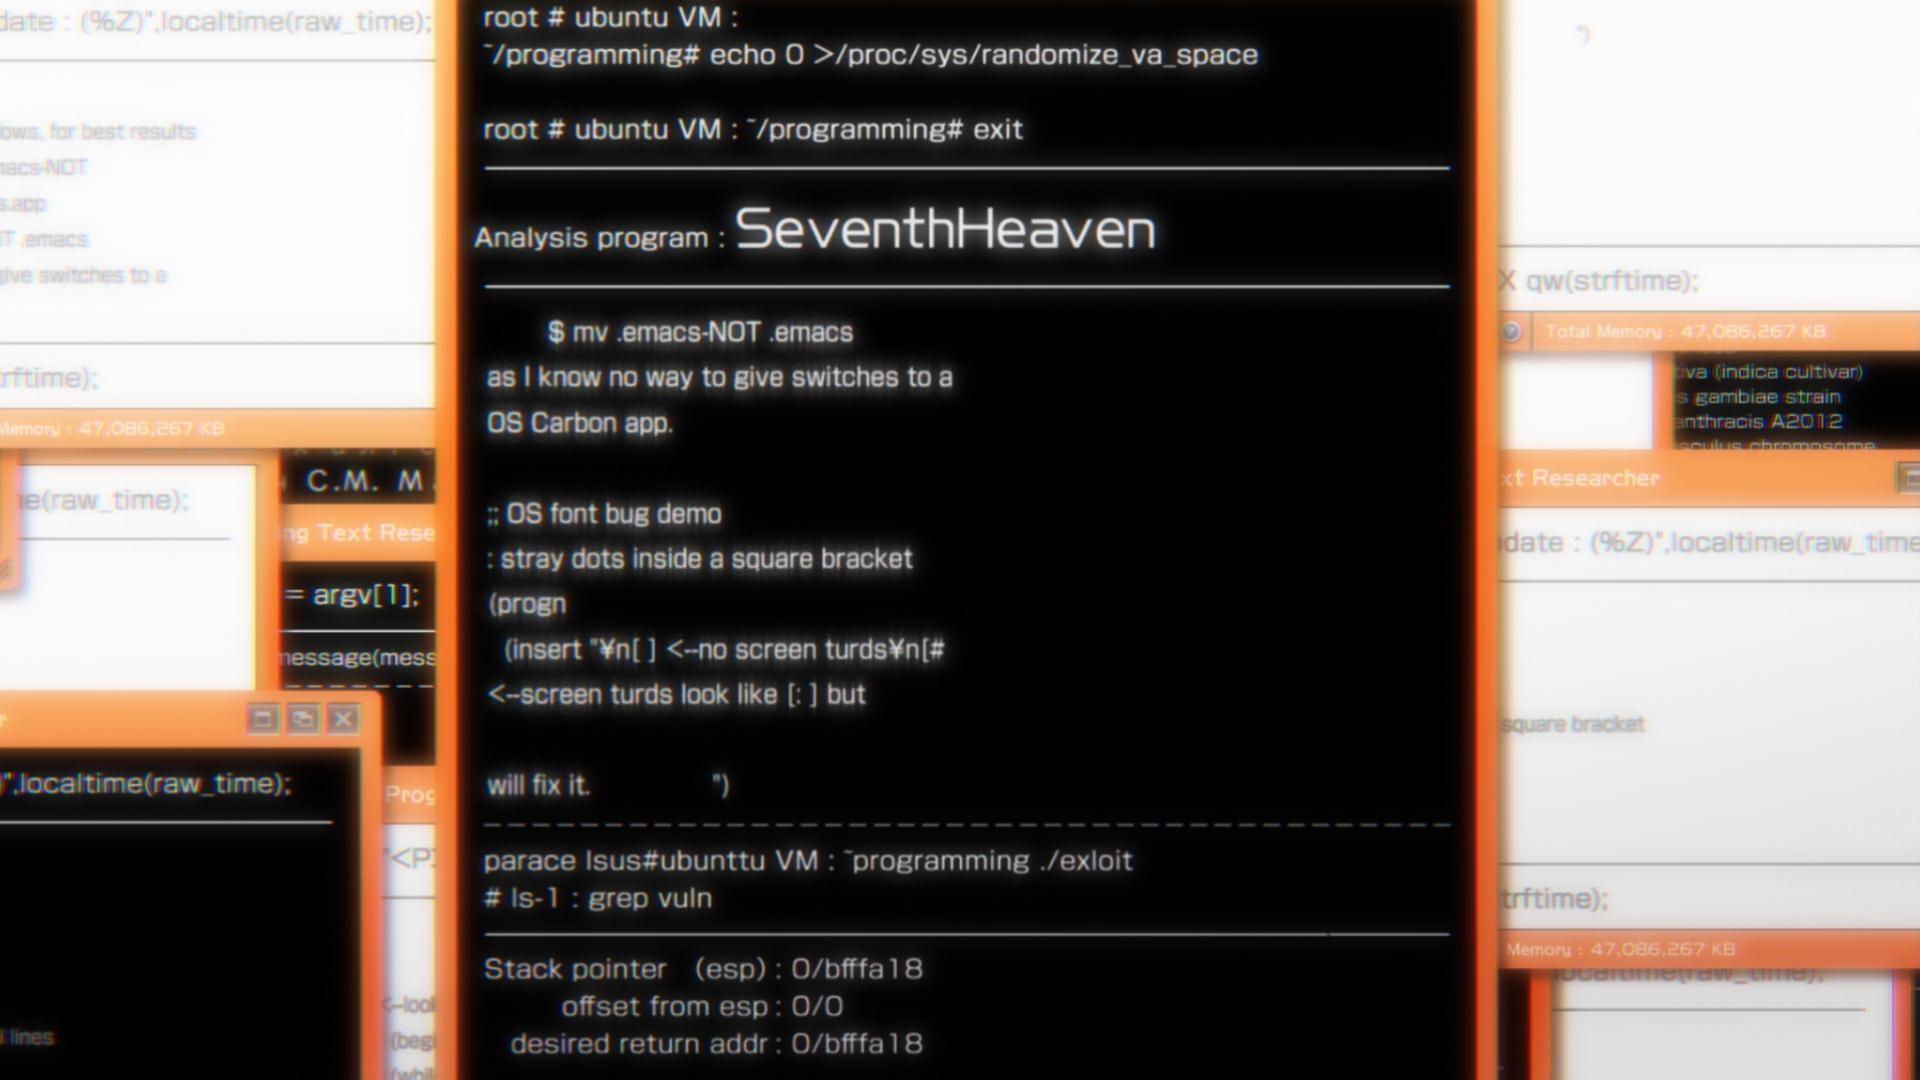 date : (%Z)",localtime(raw_time);
ows, for best results
nacs-NOT
s.app
T .emacs
give switches to a
rftime);
Memory : 47,086,267 KB
ne(raw_time);
C.M. M
ng Text Rese
= argv[1];
message(mess
)",localtime(raw_time);
Prog
"<P
l lines
<--look
(begi
(whil
root # ubuntu VM :
~/programming# echo 0 >/proc/sys/randomize_va_space
root # ubuntu VM : ~/programming# exit
Analysis program : SeventhHeaven
$ mv .emacs-NOT .emacs
as I know no way to give switches to a
OS Carbon app.
;; OS font bug demo
: stray dots inside a square bracket
(progn
(insert "¥n[ ] <--no screen turds¥n[#
<--screen turds look like [: ] but
will fix it. ")
parace lsus#ubunttu VM : ~programming ./exloit
# ls-1 : grep vuln
Stack pointer (esp) : 0/bfffa18
offset from esp : 0/0
desired return addr : 0/bfffa18
X qw(strftime);
Total Memory : 47,086,267 KB
tiva (indica cultivar)
s gambiae strain
anthracis A2012
sculus chromosome
xt Researcher
odate : (%Z)",localtime(raw_time
square bracket
trftime);
Memory : 47,086,267 KB
localtime(raw_time);